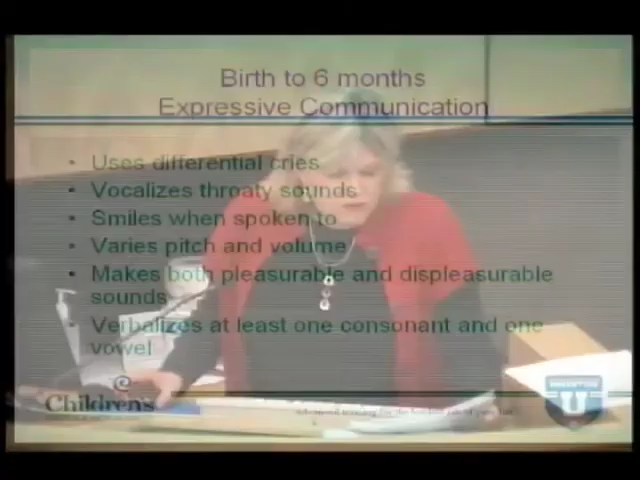 Birth to 6 months
Expressive Communication
• Uses differential cries
• Vocalizes throaty sounds
• Smiles when spoken to
• Varies pitch and volume
• Makes both pleasurable and displeasurable
sounds
• Verbalizes at least one consonant and one
vowel
Children's
U